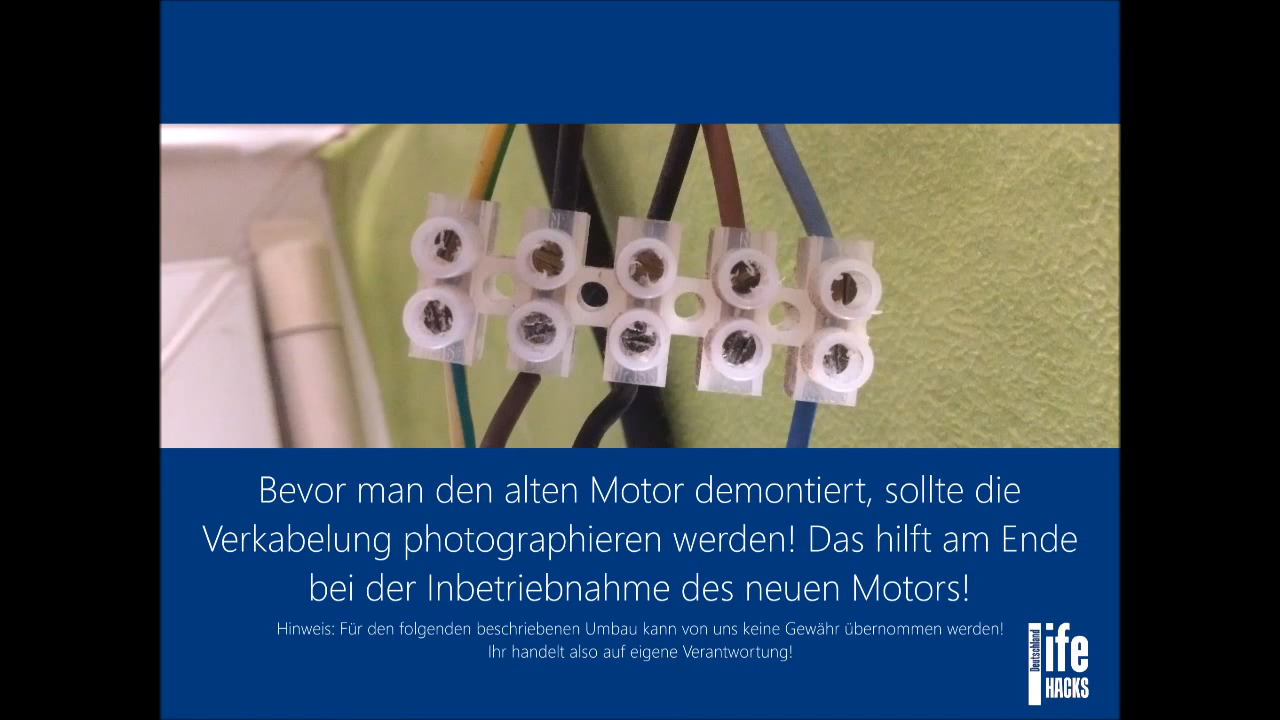 Bevor man den alten Motor demontiert, sollte die
Verkabelung photographieren werden! Das hilft am Ende
bei der Inbetriebnahme des neuen Motors!
Hinweis: Für den folgenden beschriebenen Umbau kann von uns keine Gewähr übernommen werden!
Ihr handelt also auf eigene Verantwortung!
Deutschland
life
HACKS